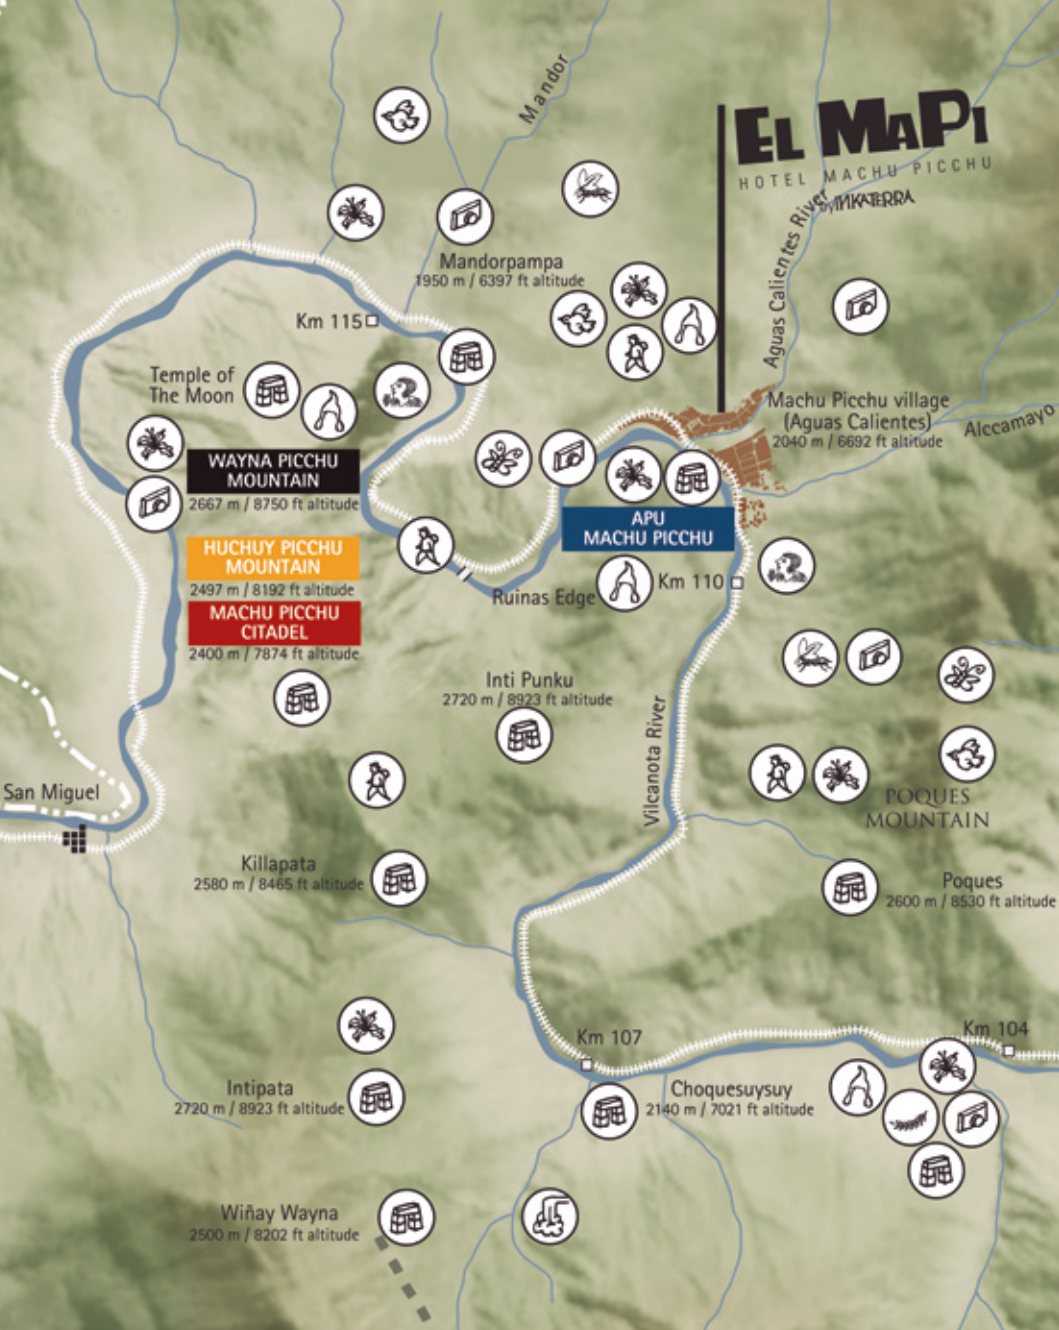 Mandor
EL MAPI
HOTEL MACHU PICCHU
by INKATERRA
Aguas Calientes River
Mandorpampa
1950 m / 6397 ft altitude
Km 115
Temple of
The Moon
Machu Picchu village
(Aguas Calientes)
2040 m / 6692 ft altitude
Alccamayo
WAYNA PICCHU
MOUNTAIN
2667 m / 8750 ft altitude
APU
MACHU PICCHU
HUCHUY PICCHU
MOUNTAIN
2497 m / 8192 ft altitude
Ruinas Edge
Km 110
MACHU PICCHU
CITADEL
2400 m / 7874 ft altitude
Inti Punku
2720 m / 8923 ft altitude
Vilcanota River
San Miguel
POQUES
MOUNTAIN
Killapata
2580 m / 8465 ft altitude
Poques
2600 m / 8530 ft altitude
Km 107
Km 104
Intipata
2720 m / 8923 ft altitude
Choquesuysuy
2140 m / 7021 ft altitude
Wiñay Wayna
2500 m / 8202 ft altitude